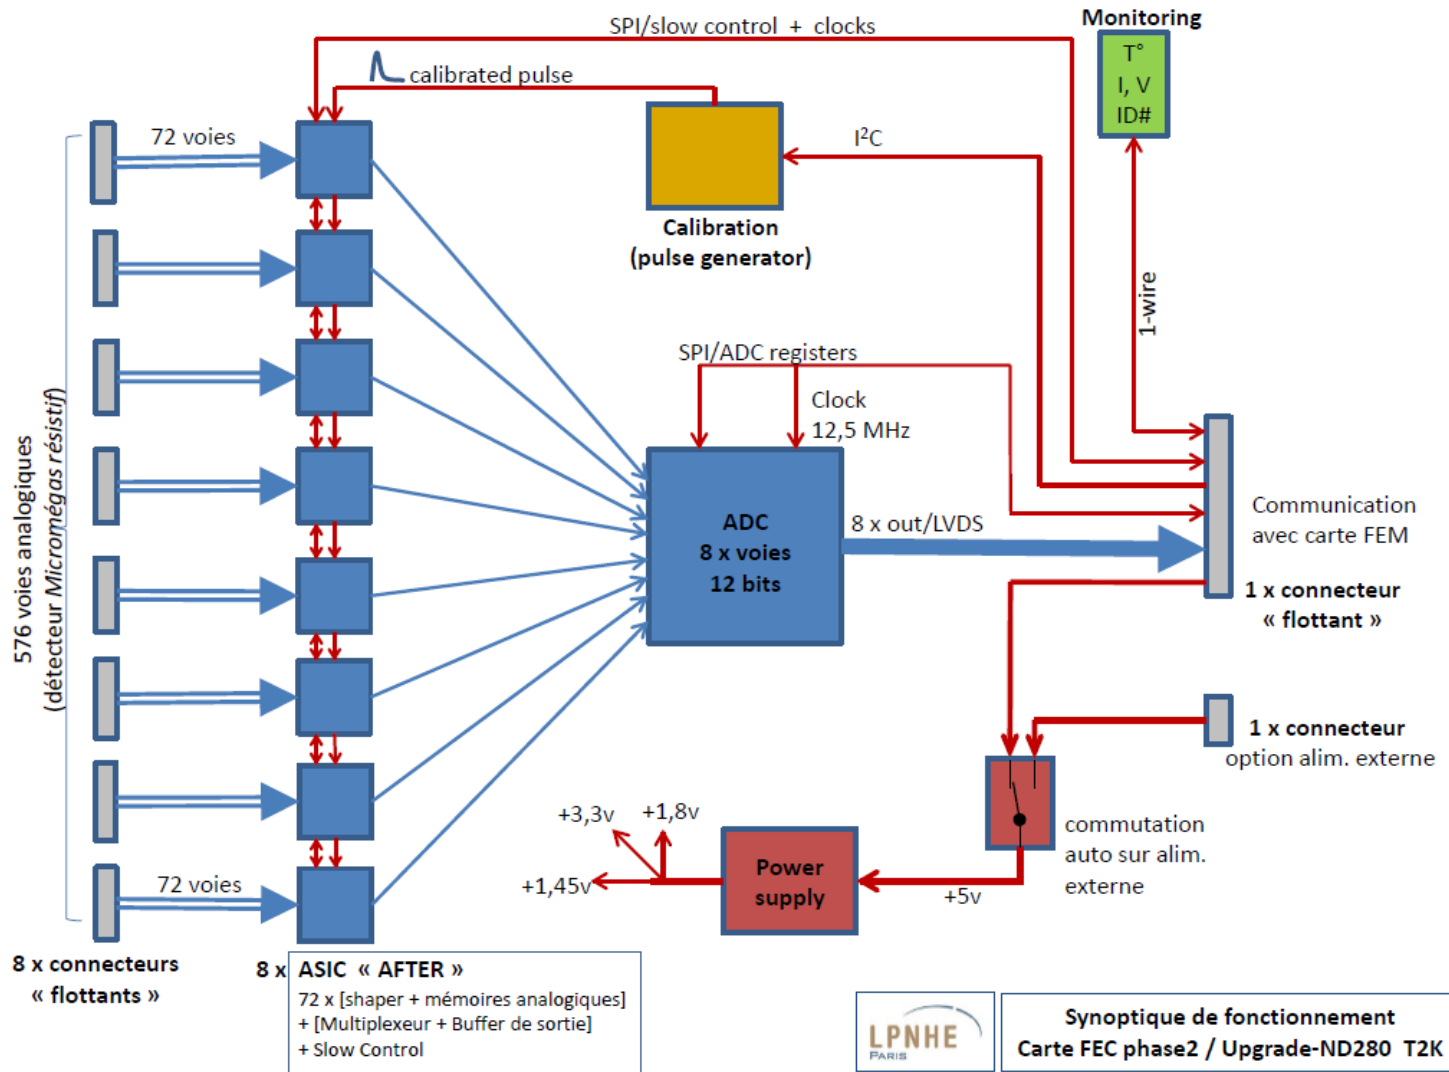 SPI/slow control + clocks
Monitoring
T°
I, V
ID#
calibrated pulse
72 voies
I²C
Calibration
(pulse generator)
1-wire
SPI/ADC registers
Clock
12,5 MHz
576 voies analogiques
(détecteur Micromégas résistif)
ADC
8 x voies
12 bits
8 x out/LVDS
Communication
avec carte FEM
1 x connecteur
« flottant »
1 x connecteur
option alim. externe
+3,3v
+1,8v
+1,45v
Power
supply
+5v
commutation
auto sur alim.
externe
72 voies
8 x connecteurs
« flottants »
8 x ASIC « AFTER »
72 x [shaper + mémoires analogiques]
+ [Multiplexeur + Buffer de sortie]
+ Slow Control
LPNHE
PARIS
Synoptique de fonctionnement
Carte FEC phase2 / Upgrade-ND280 T2K